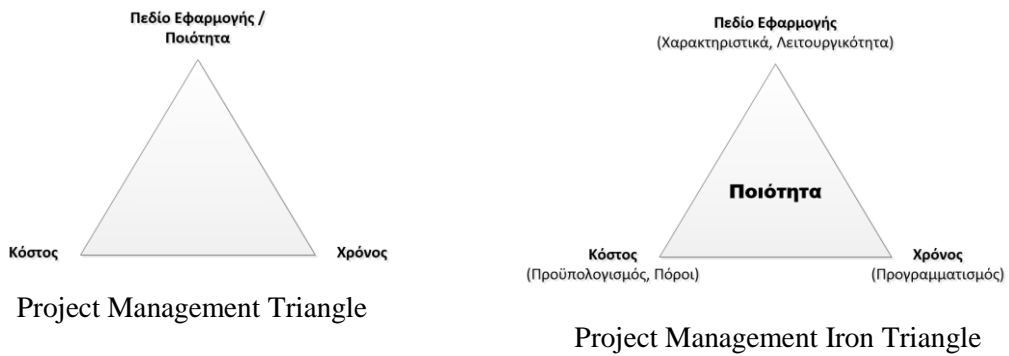 Πεδίο Εφαρμογής /
Ποιότητα
Κόστος
Χρόνος
Project Management Triangle
Πεδίο Εφαρμογής
(Χαρακτηριστικά, Λειτουργικότητα)
Ποιότητα
Κόστος
(Προϋπολογισμός, Πόροι)
Χρόνος
(Προγραμματισμός)
Project Management Iron Triangle